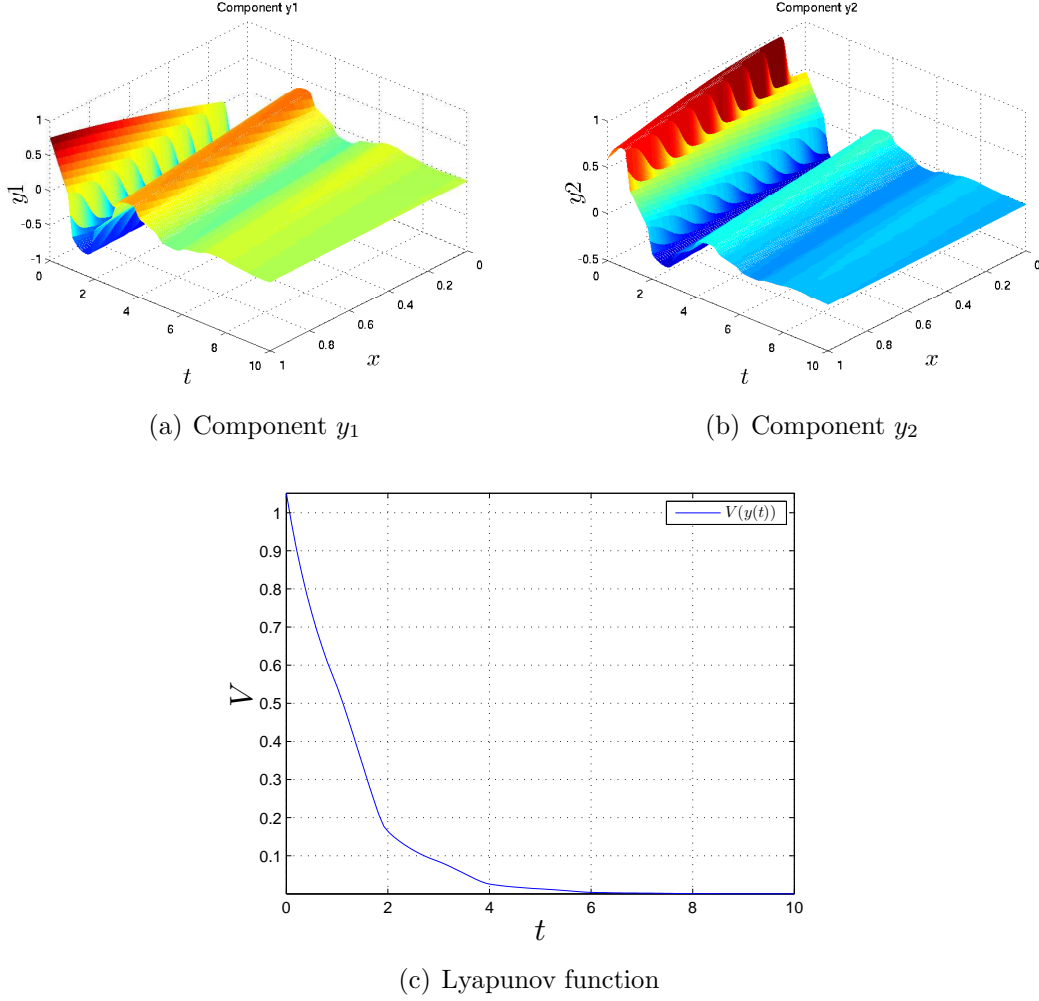 Component y1
Component y2
1
0.5
0
-0.5
-1
y1
0
2
4
6
8
10
t
0
0.2
0.4
0.6
0.8
1
x
1
0.5
0
-0.5
y2
0
2
4
6
8
10
t
0
0.2
0.4
0.6
0.8
1
x
(a) Component y₁
(b) Component y₂
1
0.9
0.8
0.7
0.6
0.5
0.4
0.3
0.2
0.1
V
V(y(t))
0 2 4 6 8 10
t
(c) Lyapunov function